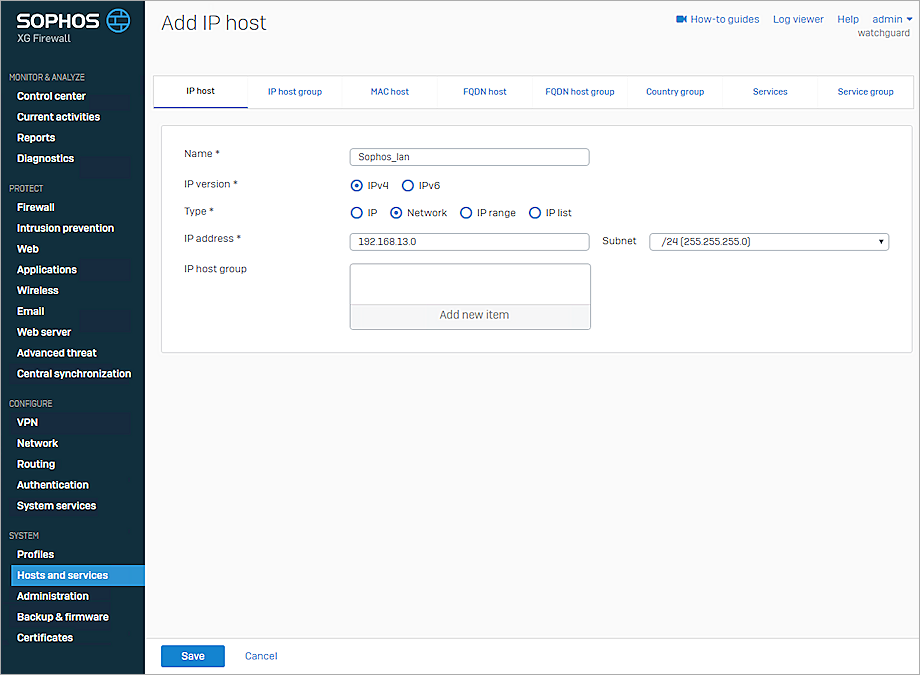 SOPHOS
XG Firewall
Add IP host
How-to guides Log viewer Help admin
watchguard
MONITOR & ANALYZE
Control center
Current activities
Reports
Diagnostics
PROTECT
Firewall
Intrusion prevention
Web
Applications
Wireless
Email
Web server
Advanced threat
Central synchronization
CONFIGURE
VPN
Network
Routing
Authentication
System services
SYSTEM
Profiles
Hosts and services
Administration
Backup & firmware
Certificates
IP host IP host group MAC host FQDN host FQDN host group Country group Services Service group
Name * Sophos_lan
IP version * IPv4 IPv6
Type * IP Network IP range IP list
IP address * 192.168.13.0 Subnet /24 (255.255.255.0)
IP host group
Add new item
Save Cancel